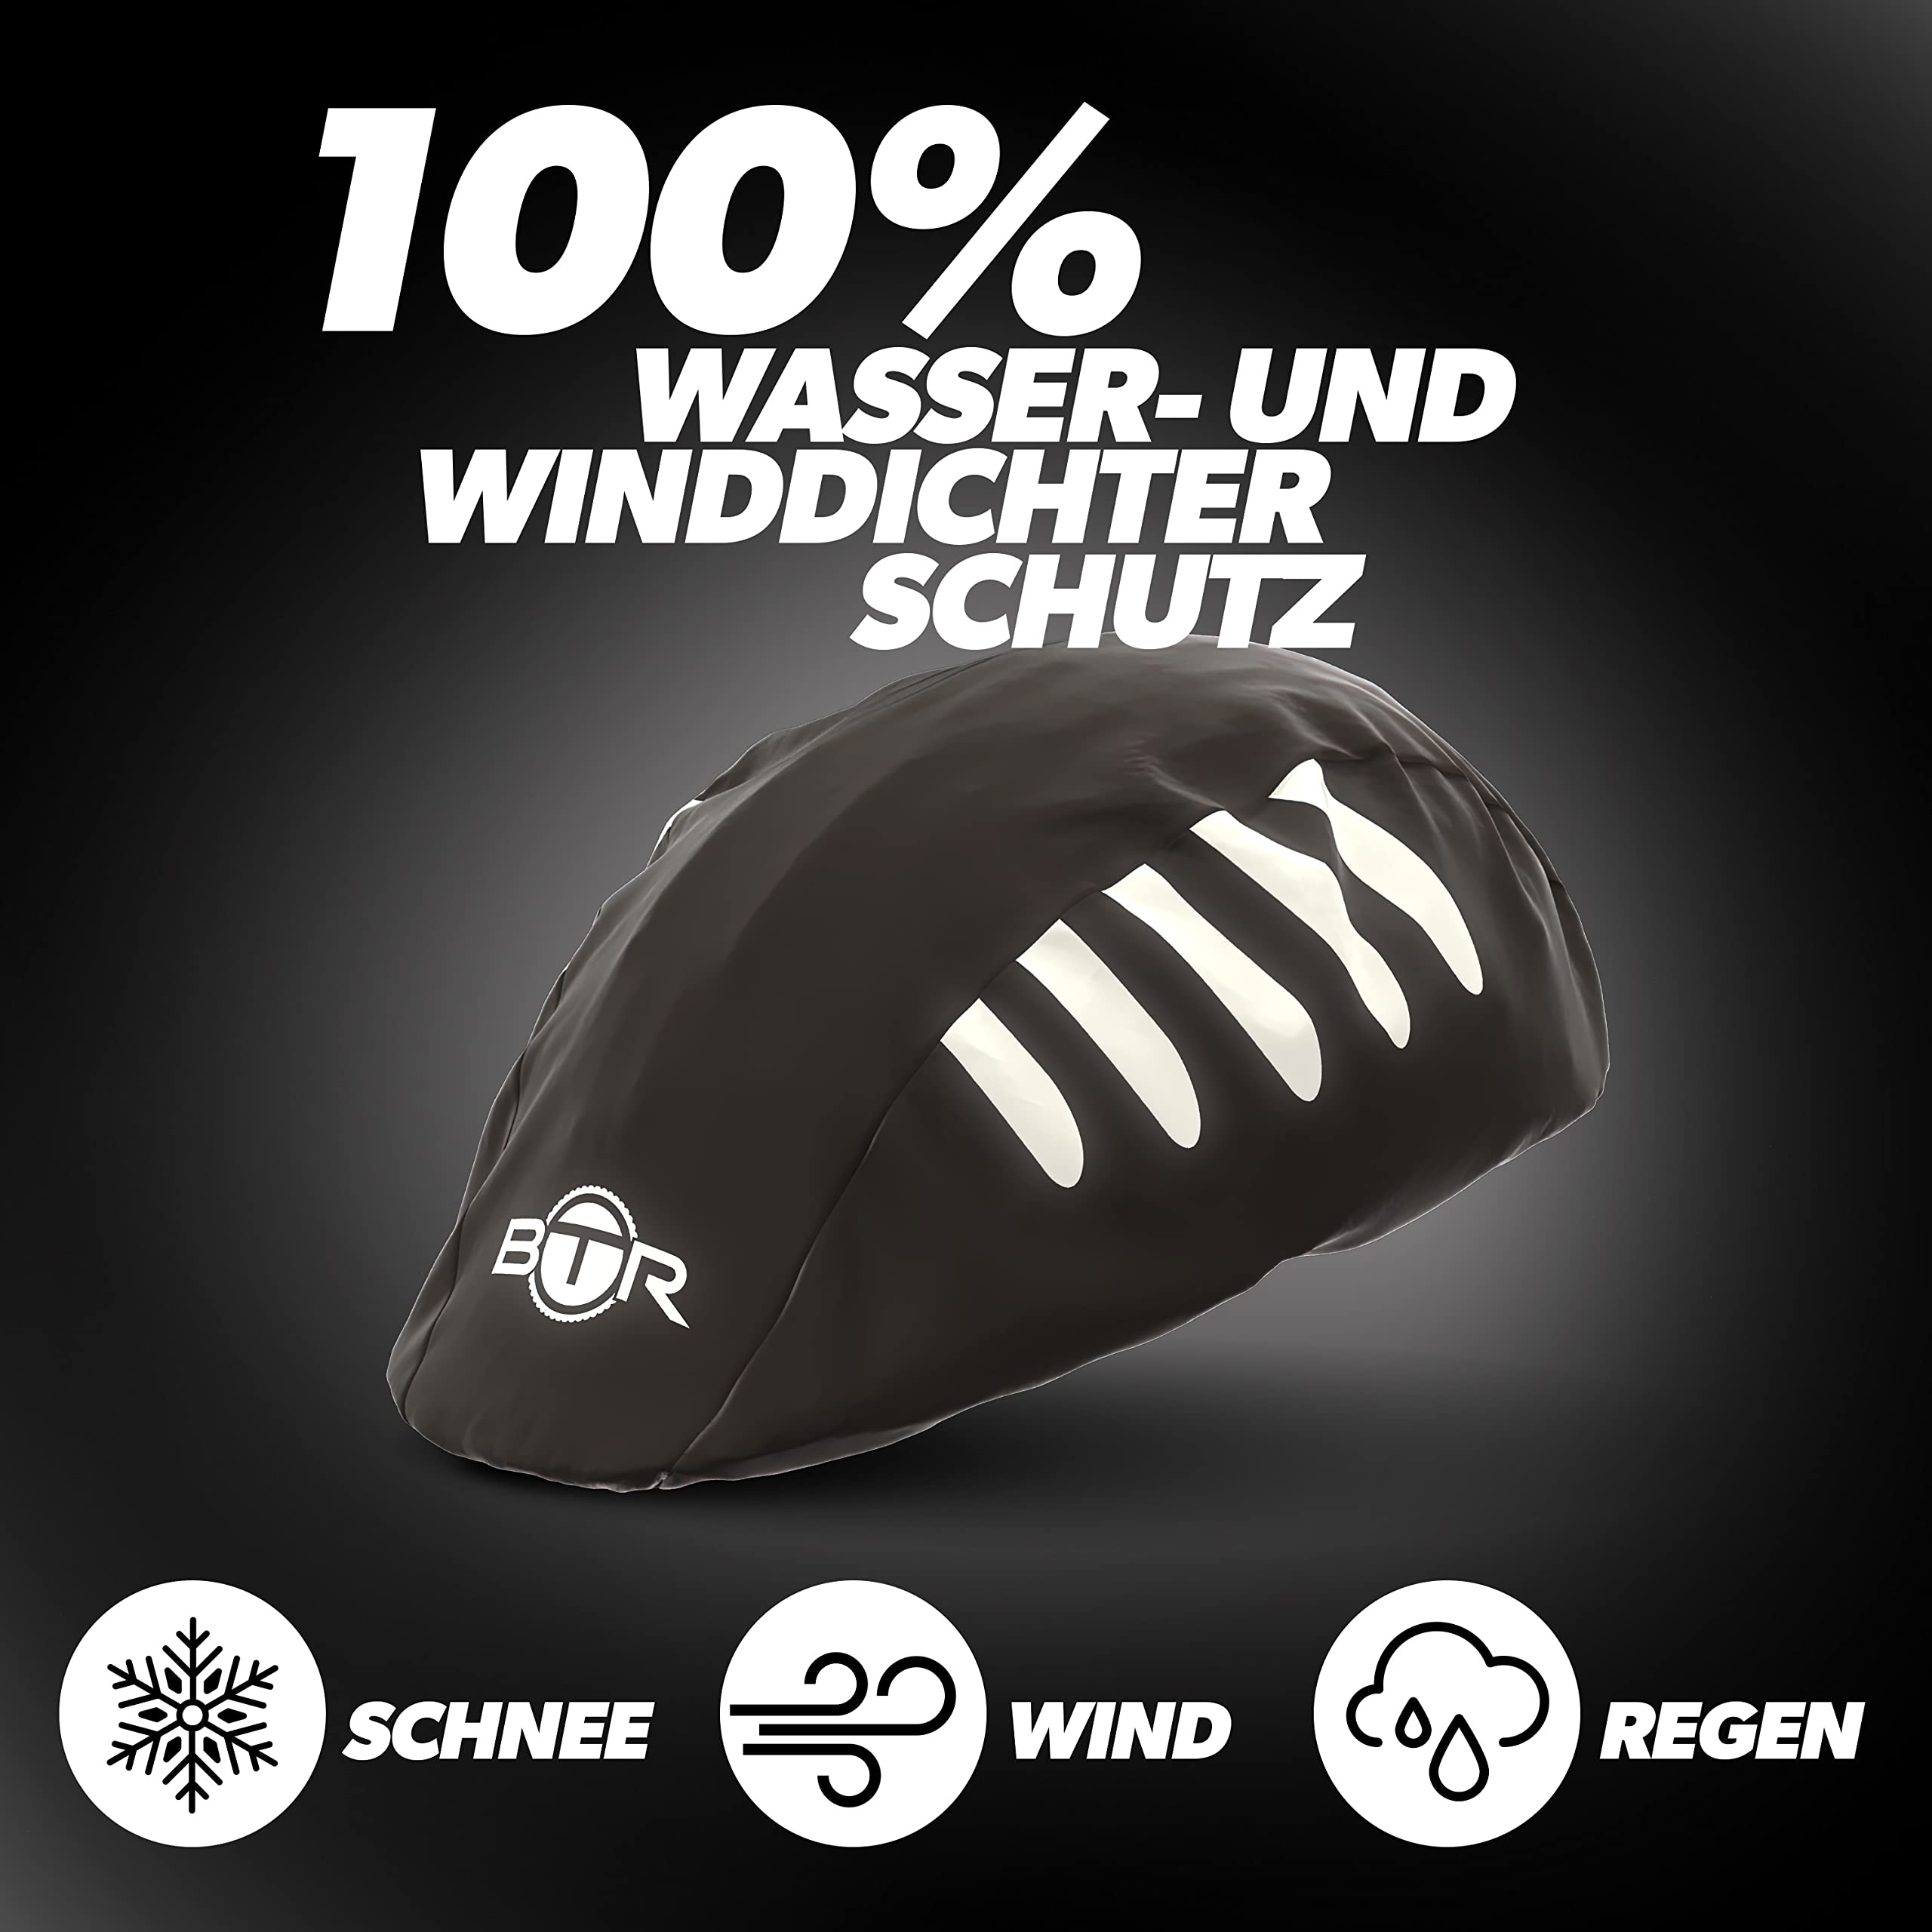 100%
WASSER- UND
WINDDICHTER
SCHUTZ
BTR
SCHNEE
WIND
REGEN